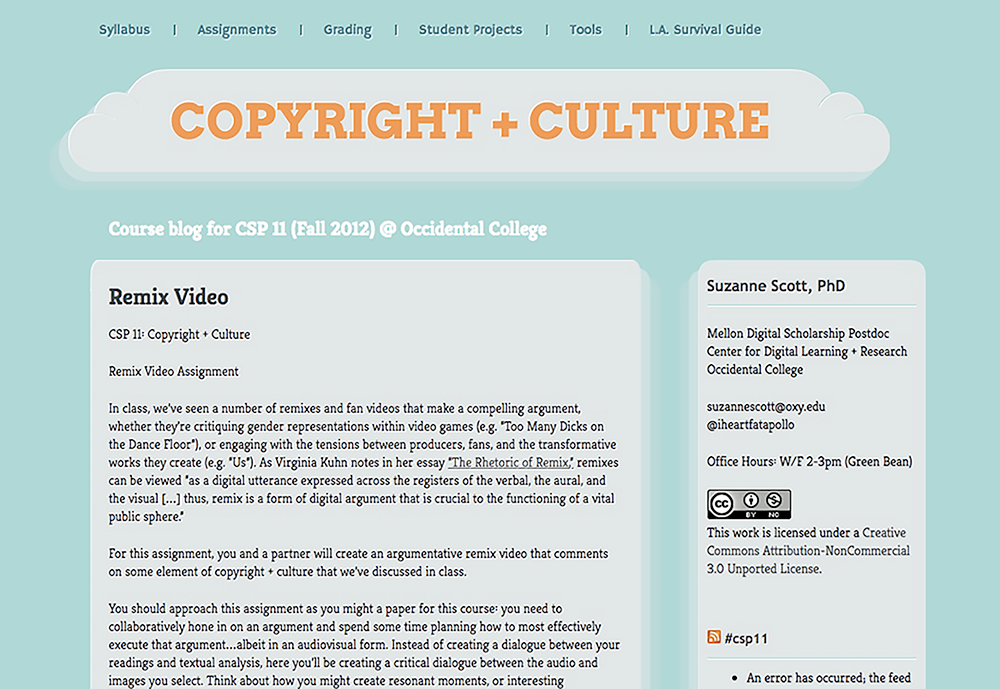 Syllabus | Assignments | Grading | Student Projects | Tools | L.A. Survival Guide
COPYRIGHT + CULTURE
Course blog for CSP 11 (Fall 2012) @ Occidental College
Remix Video
CSP 11: Copyright + Culture
Remix Video Assignment
In class, we've seen a number of remixes and fan videos that make a compelling argument,
whether they're critiquing gender representations within video games (e.g. "Too Many Dicks on
the Dance Floor"), or engaging with the tensions between producers, fans, and the transformative
works they create (e.g. "Us"). As Virginia Kuhn notes in her essay "The Rhetoric of Remix," remixes
can be viewed "as a digital utterance expressed across the registers of the verbal, the aural, and
the visual [...] thus, remix is a form of digital argument that is crucial to the functioning of a vital
public sphere."
For this assignment, you and a partner will create an argumentative remix video that comments
on some element of copyright + culture that we've discussed in class.
You should approach this assignment as you might a paper for this course: you need to
collaboratively hone in on an argument and spend some time planning how to most effectively
execute that argument...albeit in an audiovisual form. Instead of creating a dialogue between your
readings and textual analysis, here you'll be creating a critical dialogue between the audio and
images you select. Think about how you might create resonant moments, or interesting
Suzanne Scott, PhD
Mellon Digital Scholarship Postdoc
Center for Digital Learning + Research
Occidental College
suzannescott@oxy.edu
@iheartfatapollo
Office Hours: W/F 2-3pm (Green Bean)
cc BY NC
This work is licensed under a Creative
Commons Attribution-NonCommercial
3.0 Unported License.
#csp11
• An error has occurred; the feed